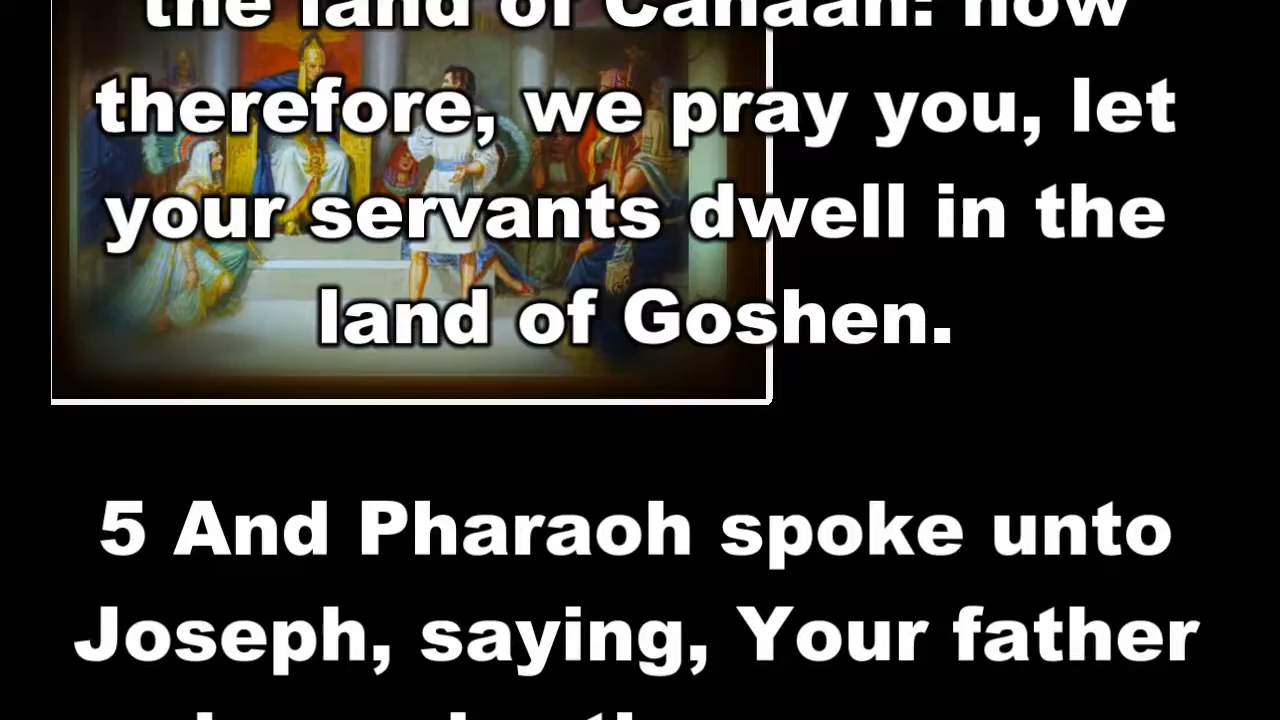 the land of Canaan: now
therefore, we pray you, let
your servants dwell in the
land of Goshen.
5 And Pharaoh spoke unto
Joseph, saying, Your father